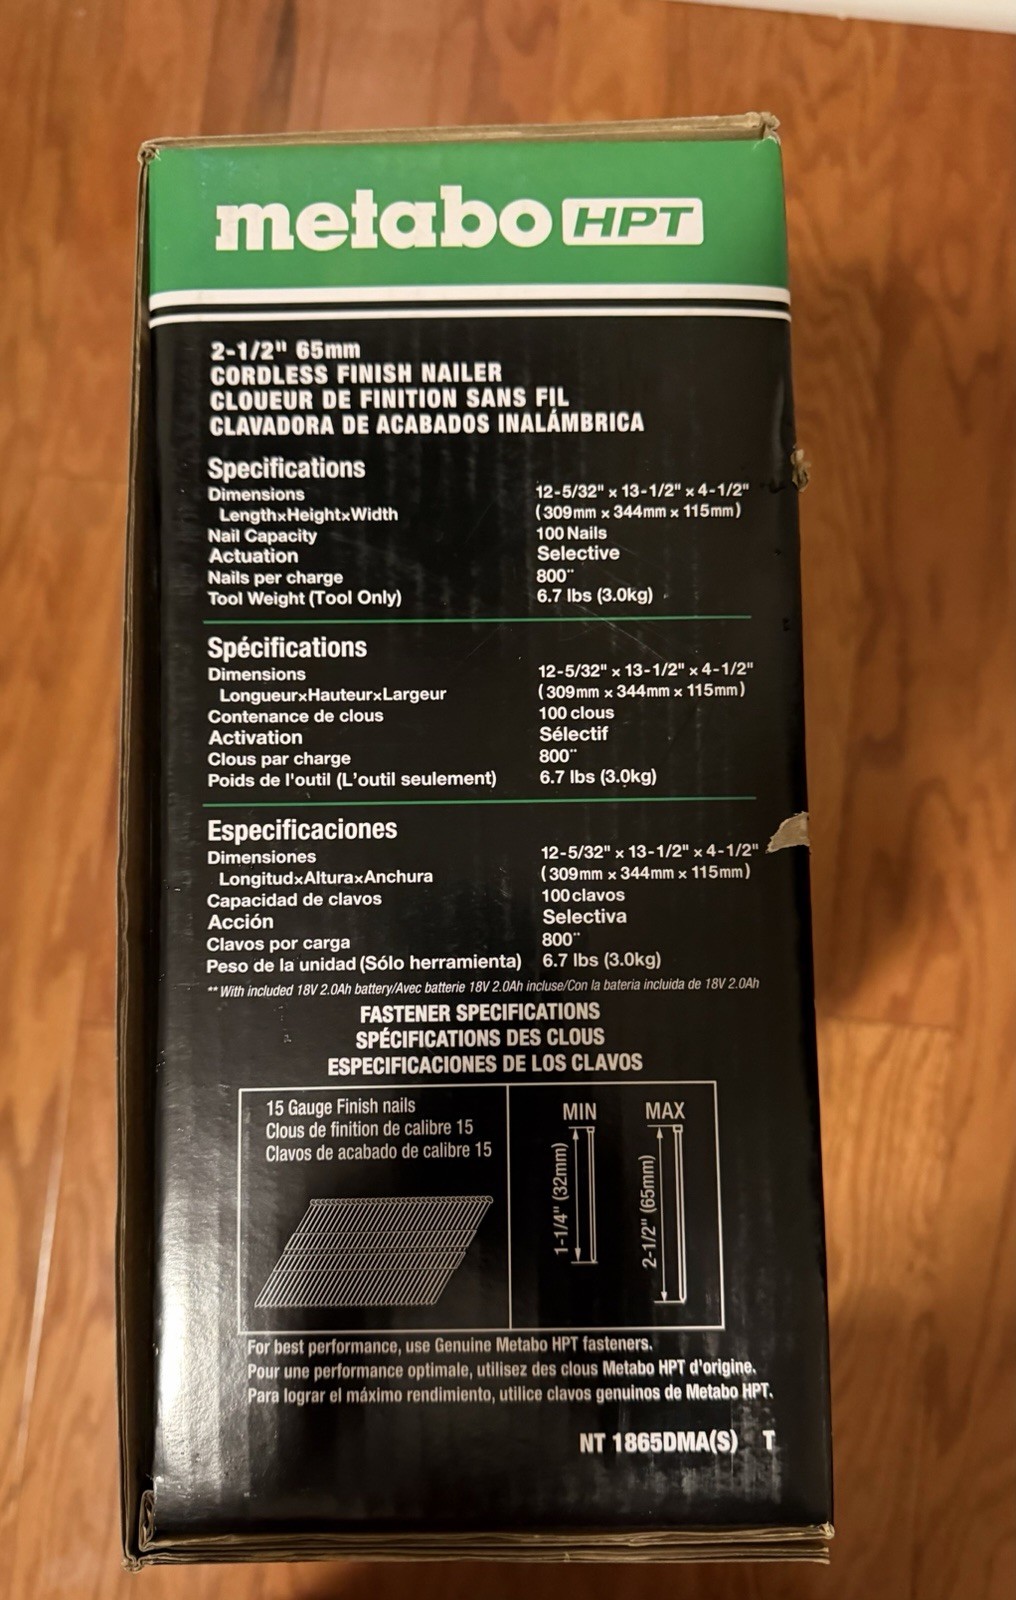 metabo HPT
2-1/2" 65mm
CORDLESS FINISH NAILER
CLOUEUR DE FINITION SANS FIL
CLAVADORA DE ACABADOS INALÁMBRICA
Specifications
Dimensions 12-5/32" x 13-1/2" x 4-1/2"
LengthxHeightxWidth (309mm x 344mm x 115mm)
Nail Capacity 100 Nails
Actuation Selective
Nails per charge 800**
Tool Weight (Tool Only) 6.7 lbs (3.0kg)
Spécifications
Dimensions 12-5/32" x 13-1/2" x 4-1/2"
LongueurxHauteurxLargeur (309mm x 344mm x 115mm)
Contenance de clous 100 clous
Activation Sélectif
Clous par charge 800**
Poids de l'outil (L'outil seulement) 6.7 lbs (3.0kg)
Especificaciones
Dimensiones 12-5/32" x 13-1/2" x 4-1/2"
LongitudxAlturaxAnchura (309mm x 344mm x 115mm)
Capacidad de clavos 100 clavos
Acción Selectiva
Clavos por carga 800**
Peso de la unidad (Sólo herramienta) 6.7 lbs (3.0kg)
** With included 18V 2.0Ah battery/Avec batterie 18V 2.0Ah incluse/Con la bateria incluida de 18V 2.0Ah
FASTENER SPECIFICATIONS
SPÉCIFICATIONS DES CLOUS
ESPECIFICACIONES DE LOS CLAVOS
15 Gauge Finish nails
Clous de finition de calibre 15
Clavos de acabado de calibre 15
MIN MAX
1-1/4" (32mm)
2-1/2" (65mm)
For best performance, use Genuine Metabo HPT fasteners.
Pour une performance optimale, utilisez des clous Metabo HPT d'origine.
Para lograr el máximo rendimiento, utilice clavos genuinos de Metabo HPT.
NT 1865DMA(S) T